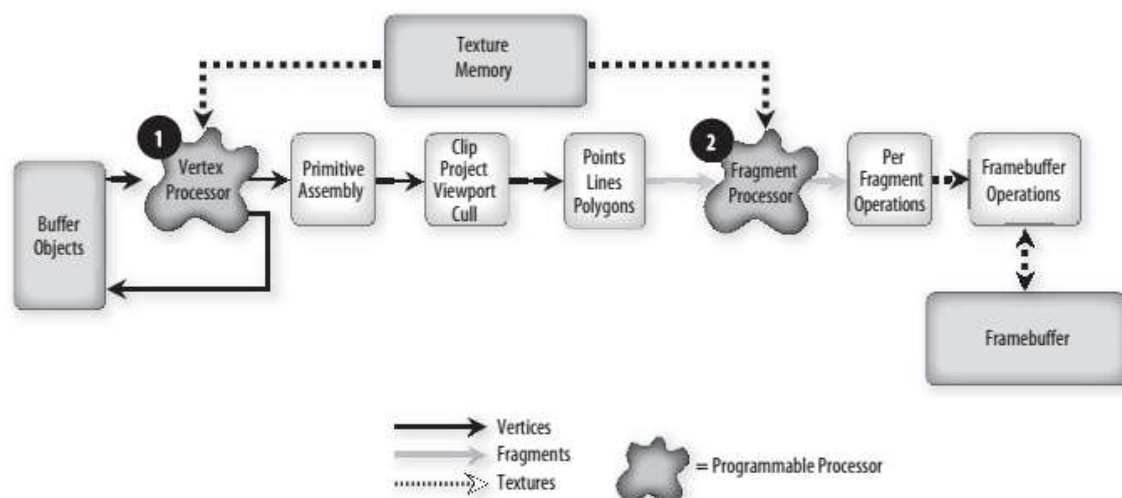 Texture
Memory
1
Vertex
Processor
Primitive
Assembly
Clip
Project
Viewport
Cull
Points
Lines
Polygons
2
Fragment
Processor
Per
Fragment
Operations
Framebuffer
Operations
Buffer
Objects
Framebuffer
Vertices
Fragments
Textures
= Programmable Processor